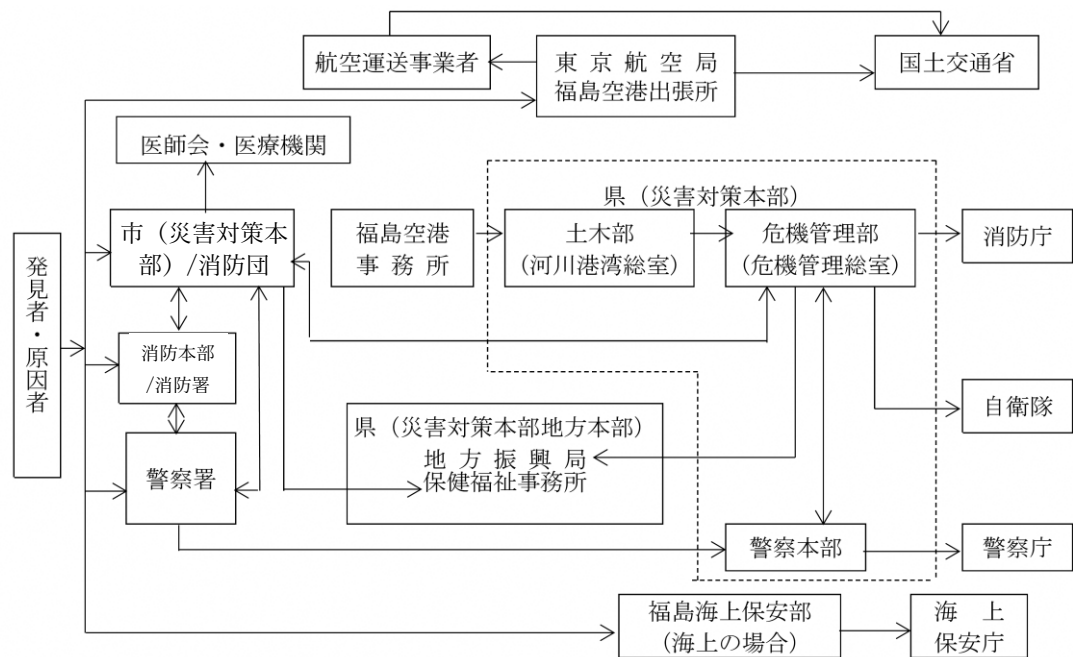 航空運送事業者
東京航空局
福島空港出張所
国土交通省
医師会・医療機関
県（災害対策本部）
市（災害対策本
部）/消防団
福島空港
事務所
土木部
（河川港湾総室）
危機管理部
（危機管理総室）
消防庁
発見者・原因者
消防本部
/消防署
自衛隊
県（災害対策本部地方本部）
地方振興局
保健福祉事務所
警察署
警察本部
警察庁
福島海上保安部
（海上の場合）
海上
保安庁